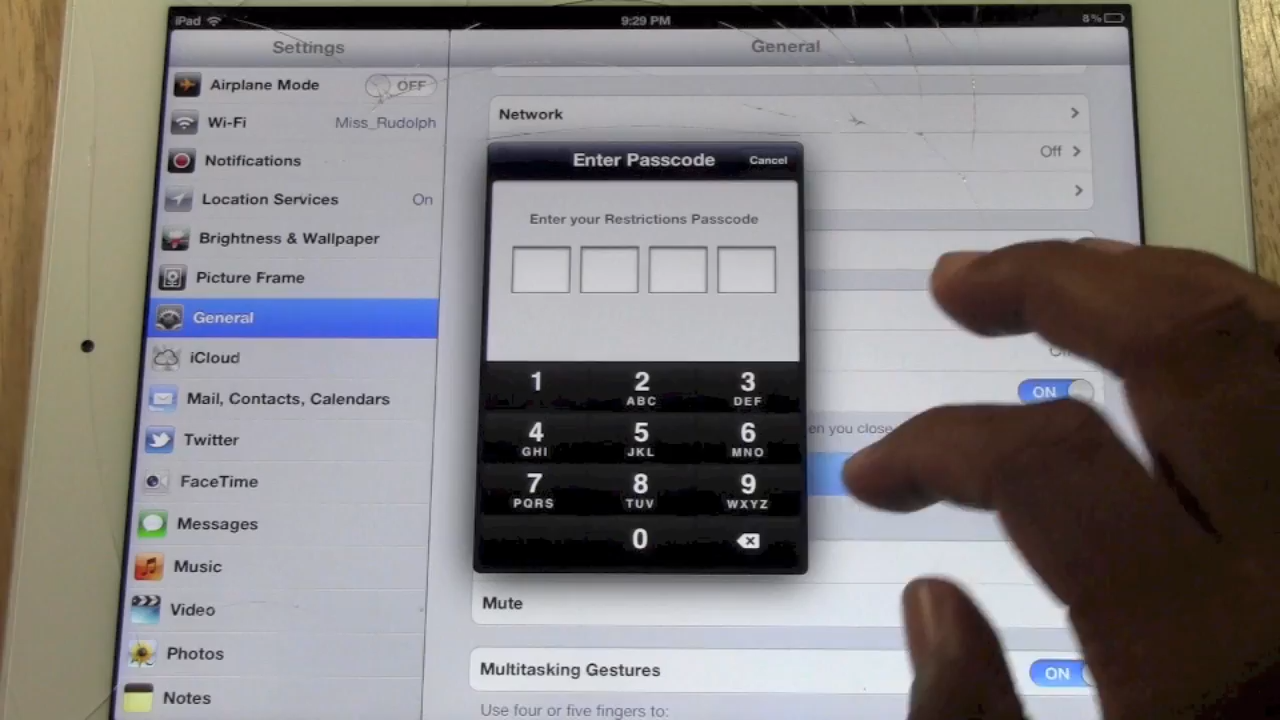 iPad
9:29 PM
8%
Settings
General
Airplane Mode
OFF
Wi-Fi
Miss_Rudolph
Notifications
Location Services
On
Brightness & Wallpaper
Picture Frame
General
iCloud
Mail, Contacts, Calendars
Twitter
FaceTime
Messages
Music
Video
Photos
Notes
Network
Off
Enter Passcode
Cancel
Enter your Restrictions Passcode
1
2
ABC
3
DEF
4
GHI
5
JKL
6
MNO
7
PQRS
8
TUV
9
WXYZ
0
ON
en you close
Mute
Multitasking Gestures
ON
Use four or five fingers to: